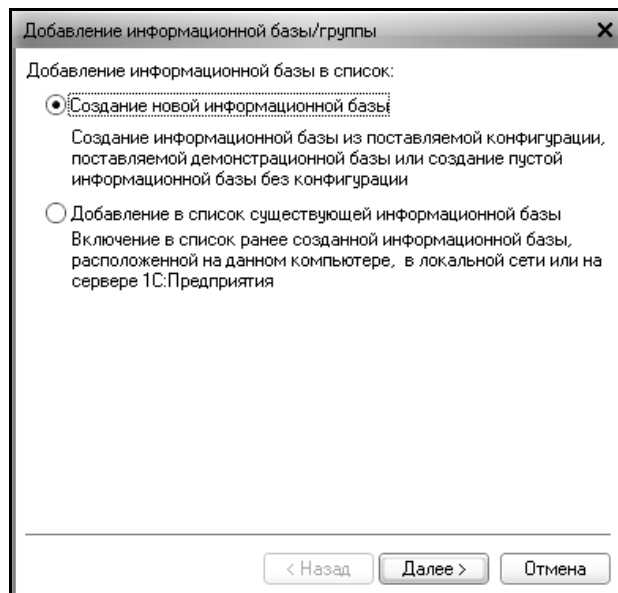 Добавление информационной базы/группы
Добавление информационной базы в список:
Создание новой информационной базы
Создание информационной базы из поставляемой конфигурации,
поставляемой демонстрационной базы или создание пустой
информационной базы без конфигурации
Добавление в список существующей информационной базы
Включение в список ранее созданной информационной базы,
расположенной на данном компьютере, в локальной сети или на
сервере 1С:Предприятия
< Назад Далее > Отмена